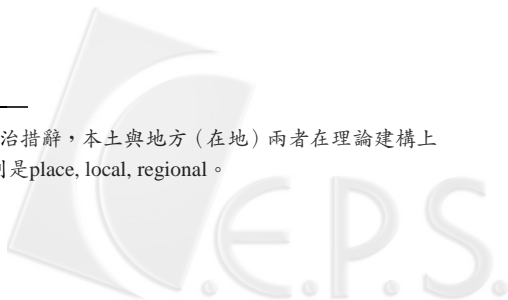 治措辭，本土與地方（在地）兩者在理論建構上
是place, local, regional。
C.E.P.S.